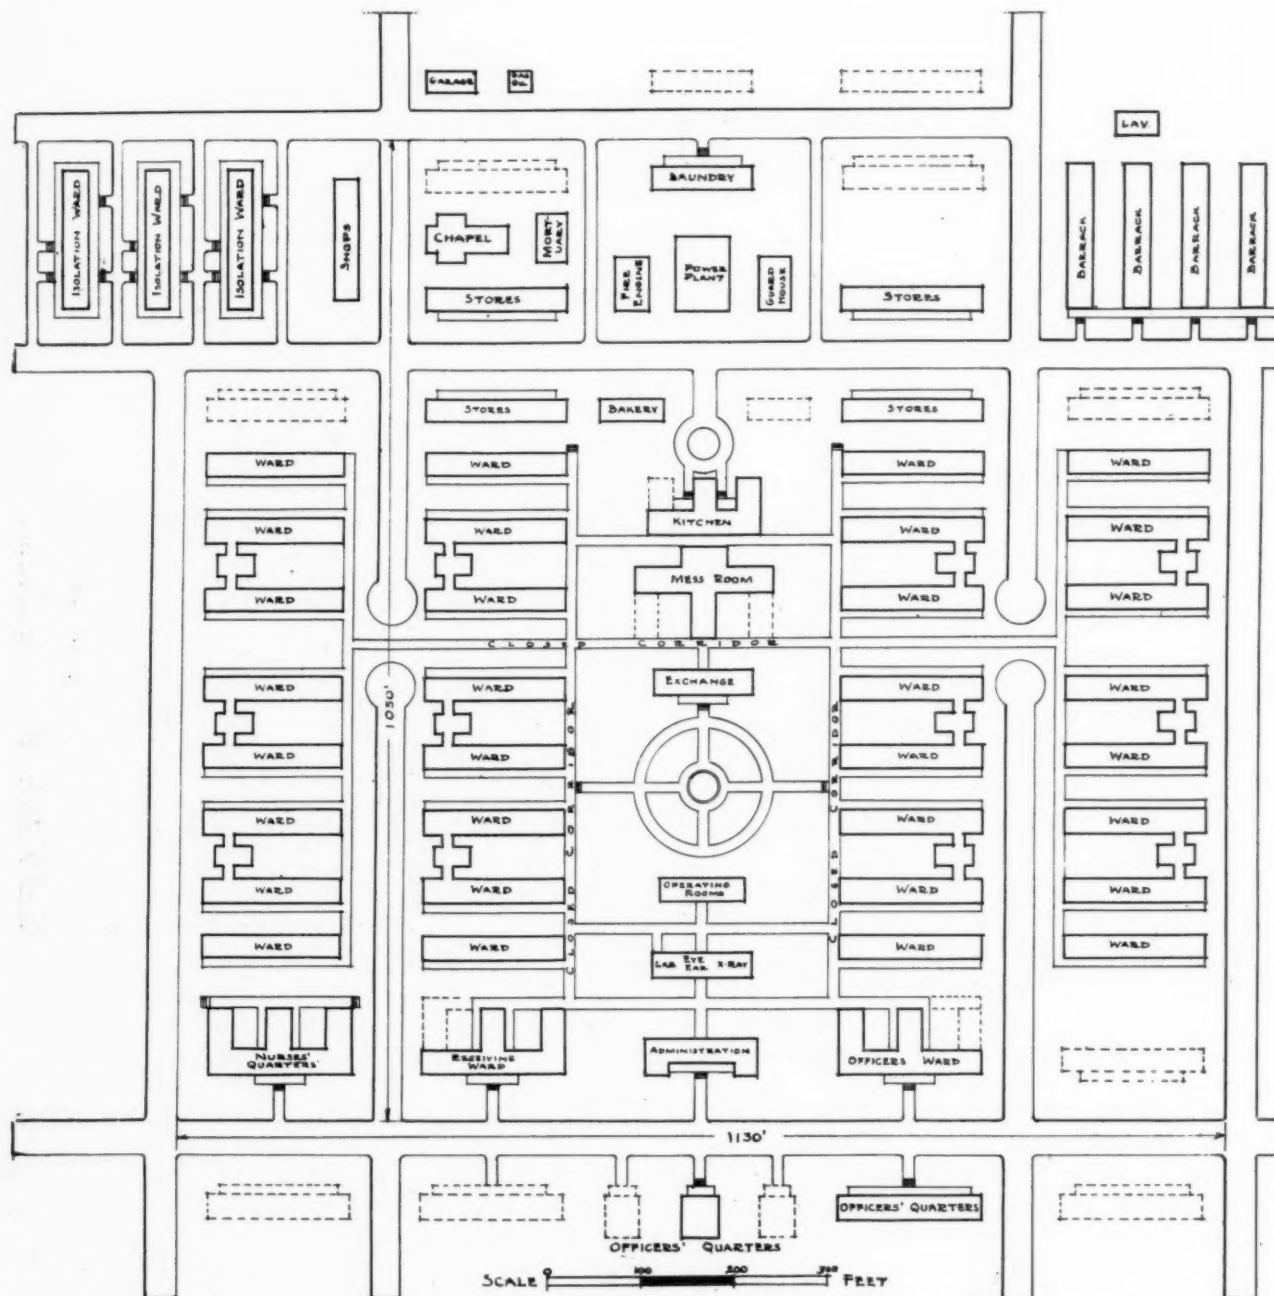 GARAGE
GAS
OIL
LAV.
ISOLATION WARD
ISOLATION WARD
ISOLATION WARD
SHOPS
CHAPEL
MORT-
UARY
LAUNDRY
FIRE
ENGINE
POWER
PLANT
GUARD
HOUSE
STORES
STORES
BARRACK
BARRACK
BARRACK
BARRACK
STORES
BAKERY
STORES
WARD
WARD
WARD
WARD
KITCHEN
WARD
WARD
WARD
WARD
MESS ROOM
WARD
WARD
WARD
WARD
CLOSED CORRIDOR
EXCHANGE
WARD
WARD
WARD
WARD
1050'
WARD
WARD
WARD
WARD
CLOSED CORRIDOR
CLOSED CORRIDOR
WARD
WARD
WARD
WARD
OPERATING
ROOMS
WARD
WARD
WARD
WARD
WARD
WARD
WARD
WARD
LAB EYE
EAR X-RAY
NURSES'
QUARTERS
RECEIVING
WARD
ADMINISTRATION
OFFICERS WARD
1130'
OFFICERS' QUARTERS
OFFICERS' QUARTERS
SCALE 0 100 200 300 FEET